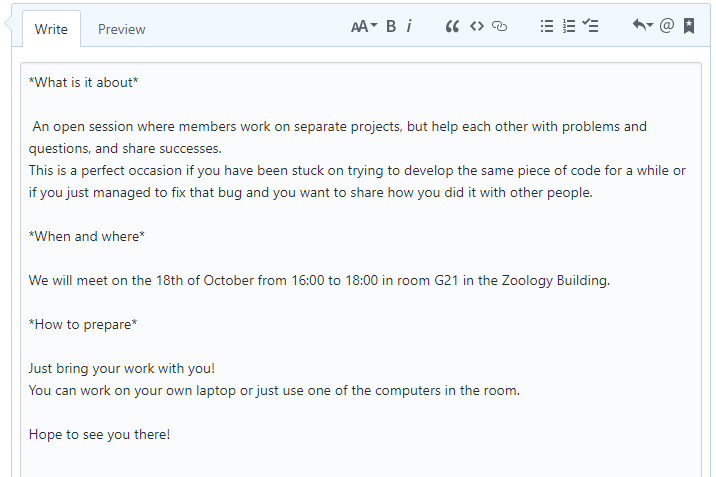 Write Preview AA B i @
*What is it about*
An open session where members work on separate projects, but help each other with problems and
questions, and share successes.
This is a perfect occasion if you have been stuck on trying to develop the same piece of code for a while or
if you just managed to fix that bug and you want to share how you did it with other people.
*When and where*
We will meet on the 18th of October from 16:00 to 18:00 in room G21 in the Zoology Building.
*How to prepare*
Just bring your work with you!
You can work on your own laptop or just use one of the computers in the room.
Hope to see you there!